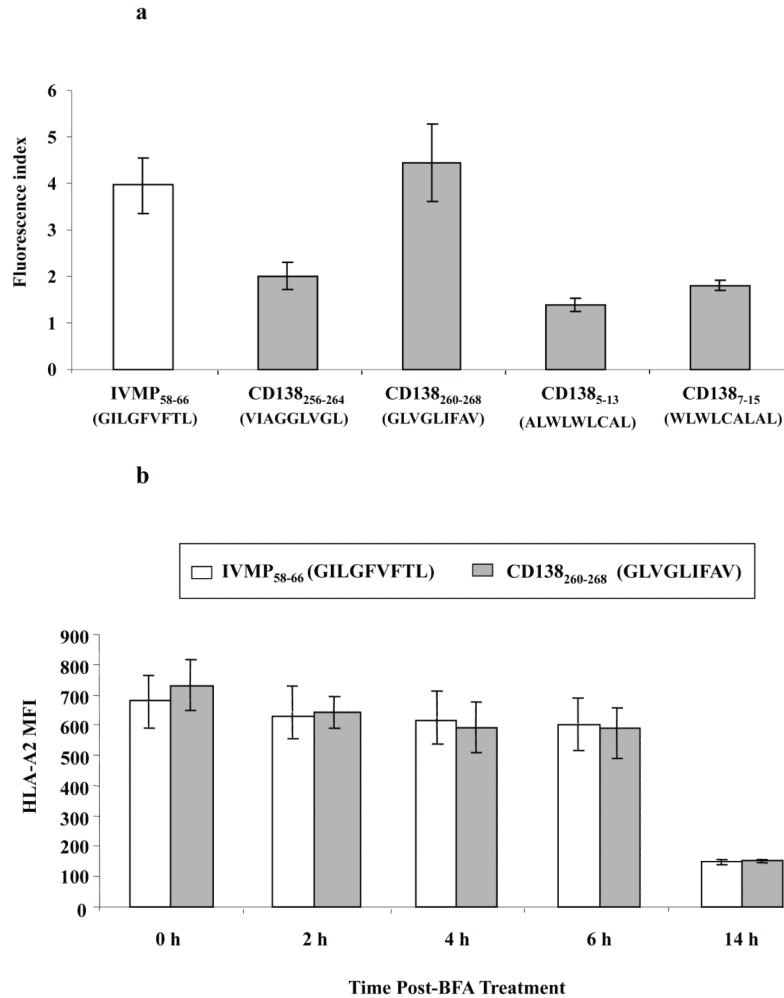 a
6
5
4
3
2
1
0
Fluorescence index
IVMP58-66 CD138256-264 CD138260-268 CD1385-13 CD1387-15
(GILGFVFTL) (VIAGGLVGL) (GLVGLIFAV) (ALWLWLCAL) (WLWLCALAL)
b
IVMP58-66 (GILGFVFTL) CD138260-268 (GLVGLIFAV)
900
800
700
600
500
400
300
200
100
0
HLA-A2 MFI
0 h 2 h 4 h 6 h 14 h
Time Post-BFA Treatment